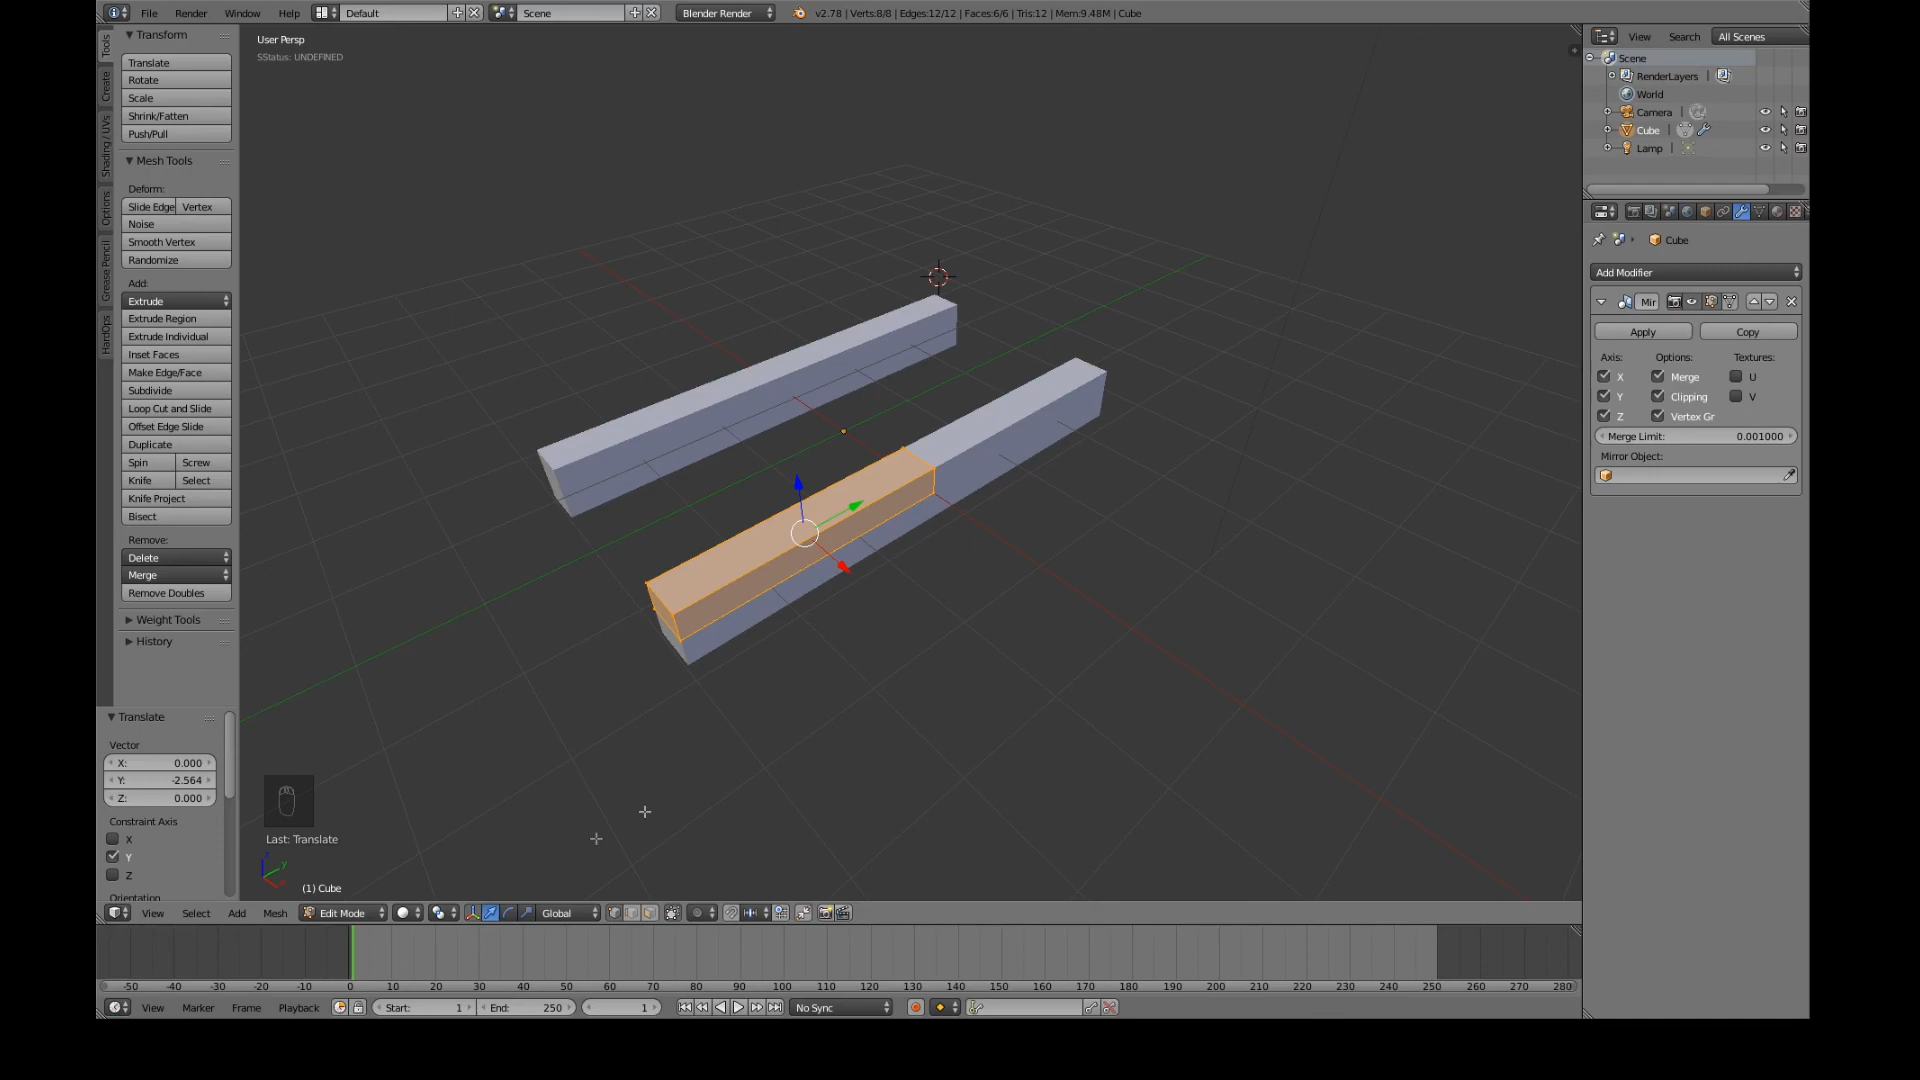 File Render Window Help Default Scene Blender Render v2.78 | Verts:8/8 | Edges:12/12 | Faces:6/6 | Tris:12 | Mem:9.48M | Cube
Tools
Create
Shading / UVs
Options
Grease Pencil
HardOps
Transform
Translate
Rotate
Scale
Shrink/Fatten
Push/Pull
Mesh Tools
Deform:
Slide Edge Vertex
Noise
Smooth Vertex
Randomize
Add:
Extrude
Extrude Region
Extrude Individual
Inset Faces
Make Edge/Face
Subdivide
Loop Cut and Slide
Offset Edge Slide
Duplicate
Spin Screw
Knife Select
Knife Project
Bisect
Remove:
Delete
Merge
Remove Doubles
Weight Tools
History
Translate
Vector
X: 0.000
Y: -2.564
Z: 0.000
Constraint Axis
X
Y
Z
Orientation
User Persp
SStatus: UNDEFINED
Last: Translate
(1) Cube
View Select Add Mesh Edit Mode Global
View Search All Scenes
Scene
RenderLayers
World
Camera
Cube
Lamp
Cube
Add Modifier
Mir
Apply Copy
Axis: Options: Textures:
X Merge U
Y Clipping V
Z Vertex Gr
Merge Limit: 0.001000
Mirror Object:
-50 -40 -30 -20 -10 0 10 20 30 40 50 60 70 80 90 100 110 120 130 140 150 160 170 180 190 200 210 220 230 240 250 260 270 280
View Marker Frame Playback Start: 1 End: 250 1 No Sync